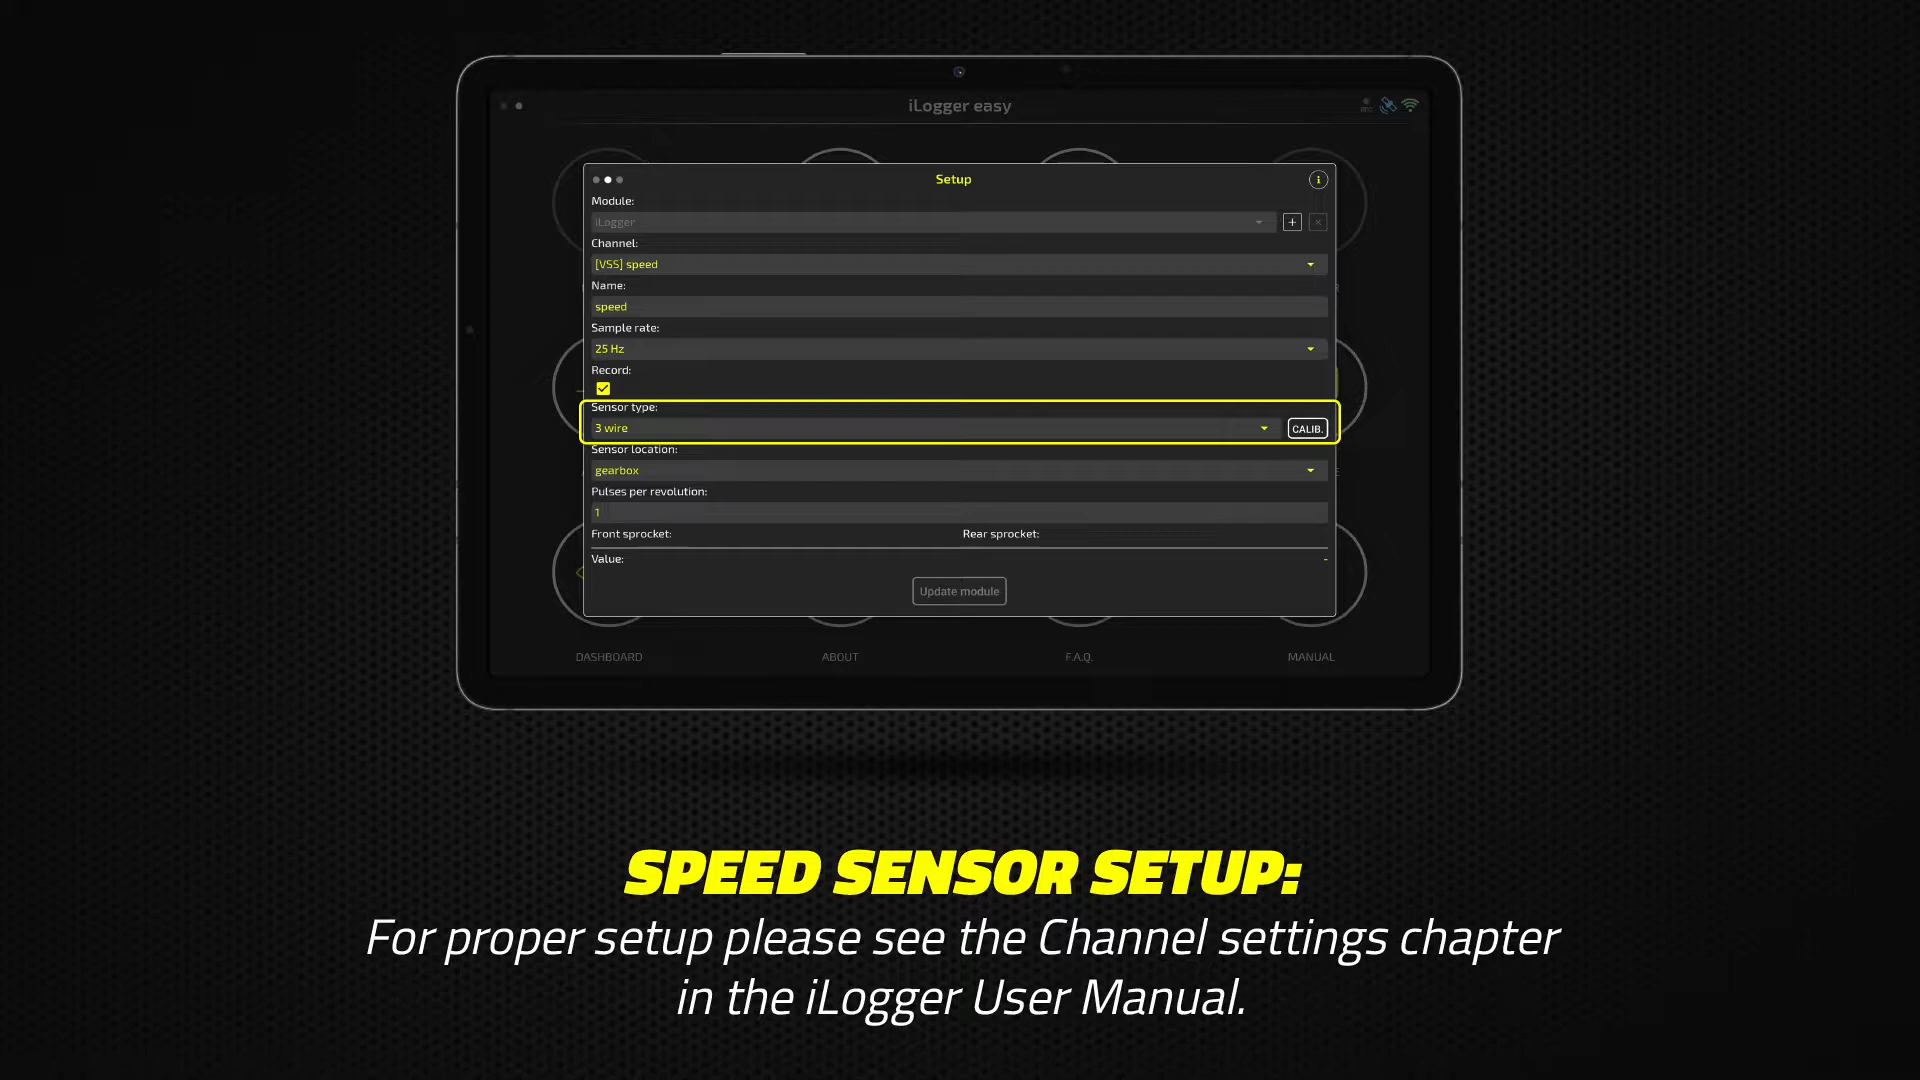 iLogger easy
Setup
Module:
iLogger
Channel:
[VSS] speed
Name:
speed
Sample rate:
25 Hz
Record:
Sensor type:
3 wire
CALIB.
Sensor location:
gearbox
Pulses per revolution:
1
Front sprocket: Rear sprocket:
Value: -
Update module
DASHBOARD ABOUT F.A.Q. MANUAL
SPEED SENSOR SETUP:
For proper setup please see the Channel settings chapter
in the iLogger User Manual.